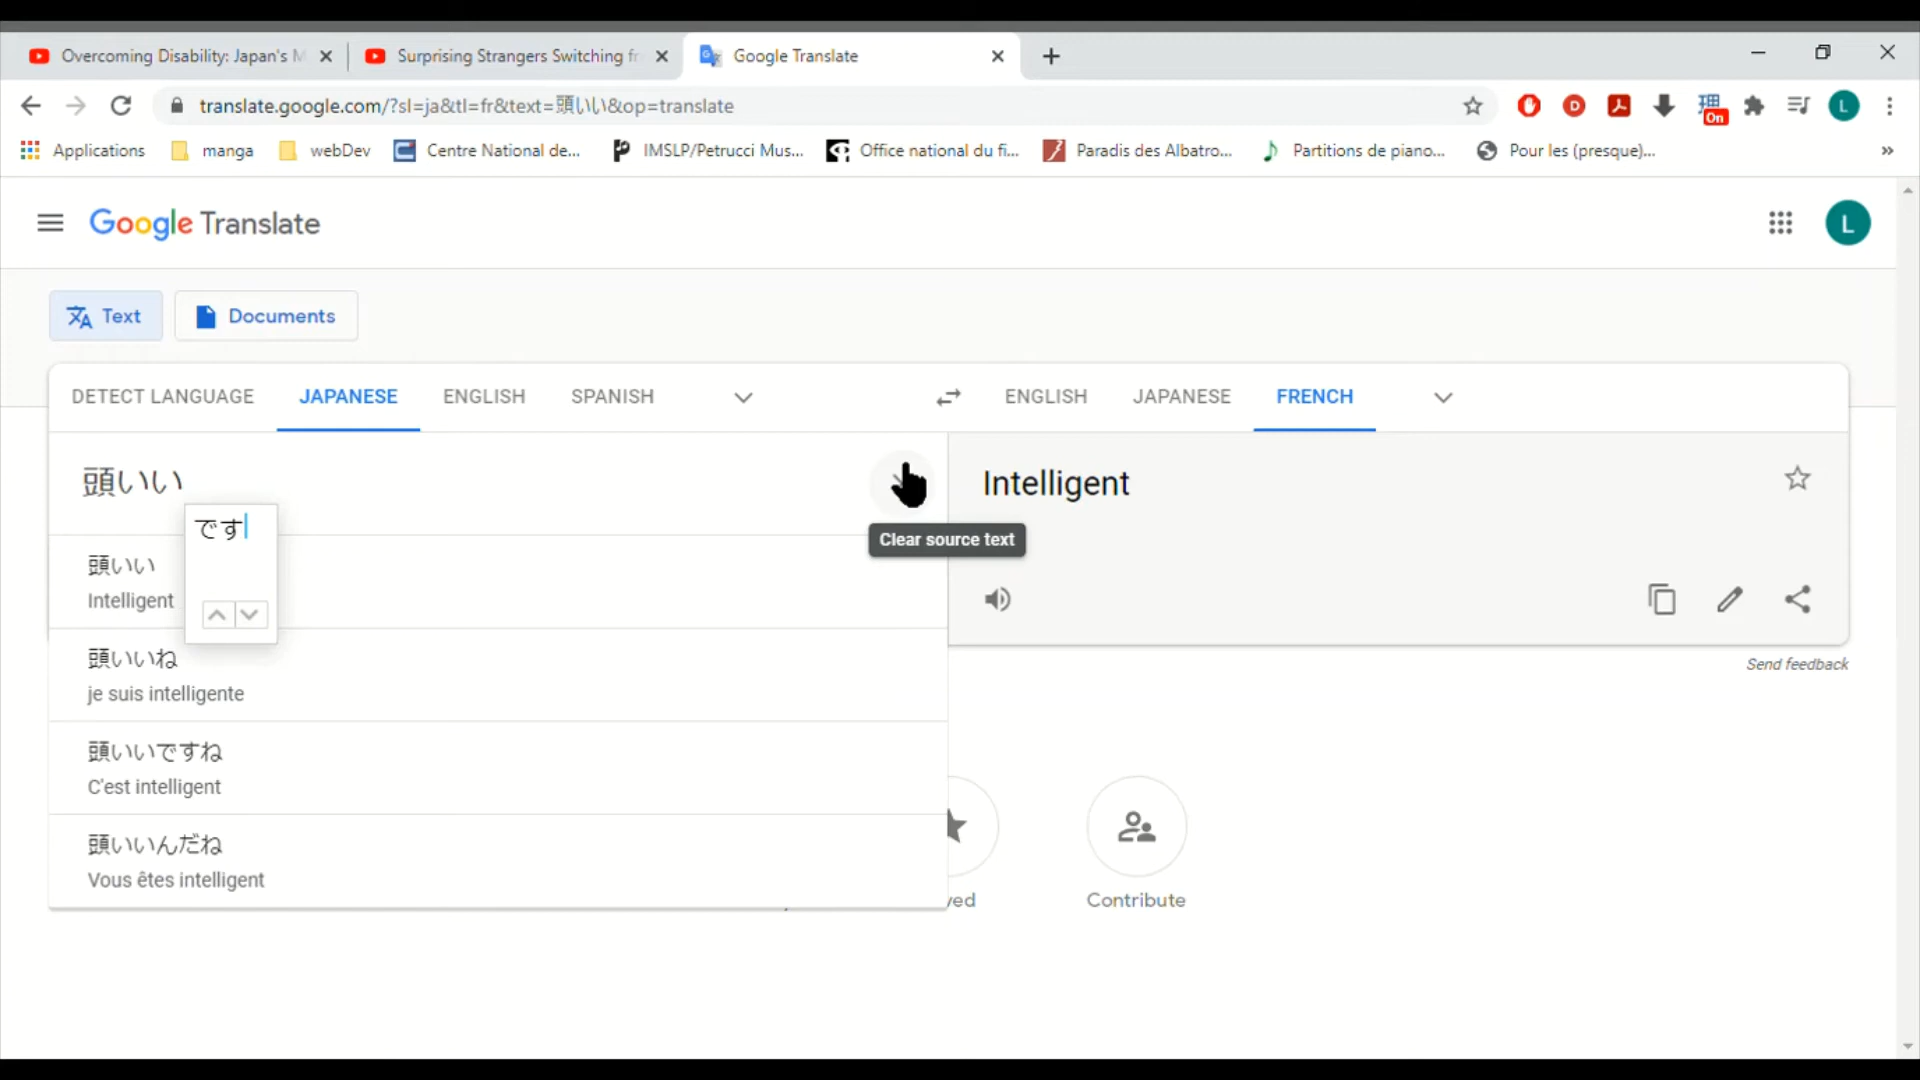 Overcoming Disability: Japan's M
Surprising Strangers Switching fr
Google Translate
translate.google.com/?sl=ja&tl=fr&text=頭いい&op=translate
D
On
L
Applications
manga
webDev
Centre National de...
IMSLP/Petrucci Mus...
Office national du fi...
Paradis des Albatro...
Partitions de piano...
Pour les (presque)...
Google Translate
L
Text
Documents
DETECT LANGUAGE
JAPANESE
ENGLISH
SPANISH
ENGLISH
JAPANESE
FRENCH
頭いい
です
Intelligent
Clear source text
頭いい
Intelligent
頭いいね
je suis intelligente
頭いいですね
C'est intelligent
頭いいんだね
Vous êtes intelligent
Send feedback
ved
Contribute